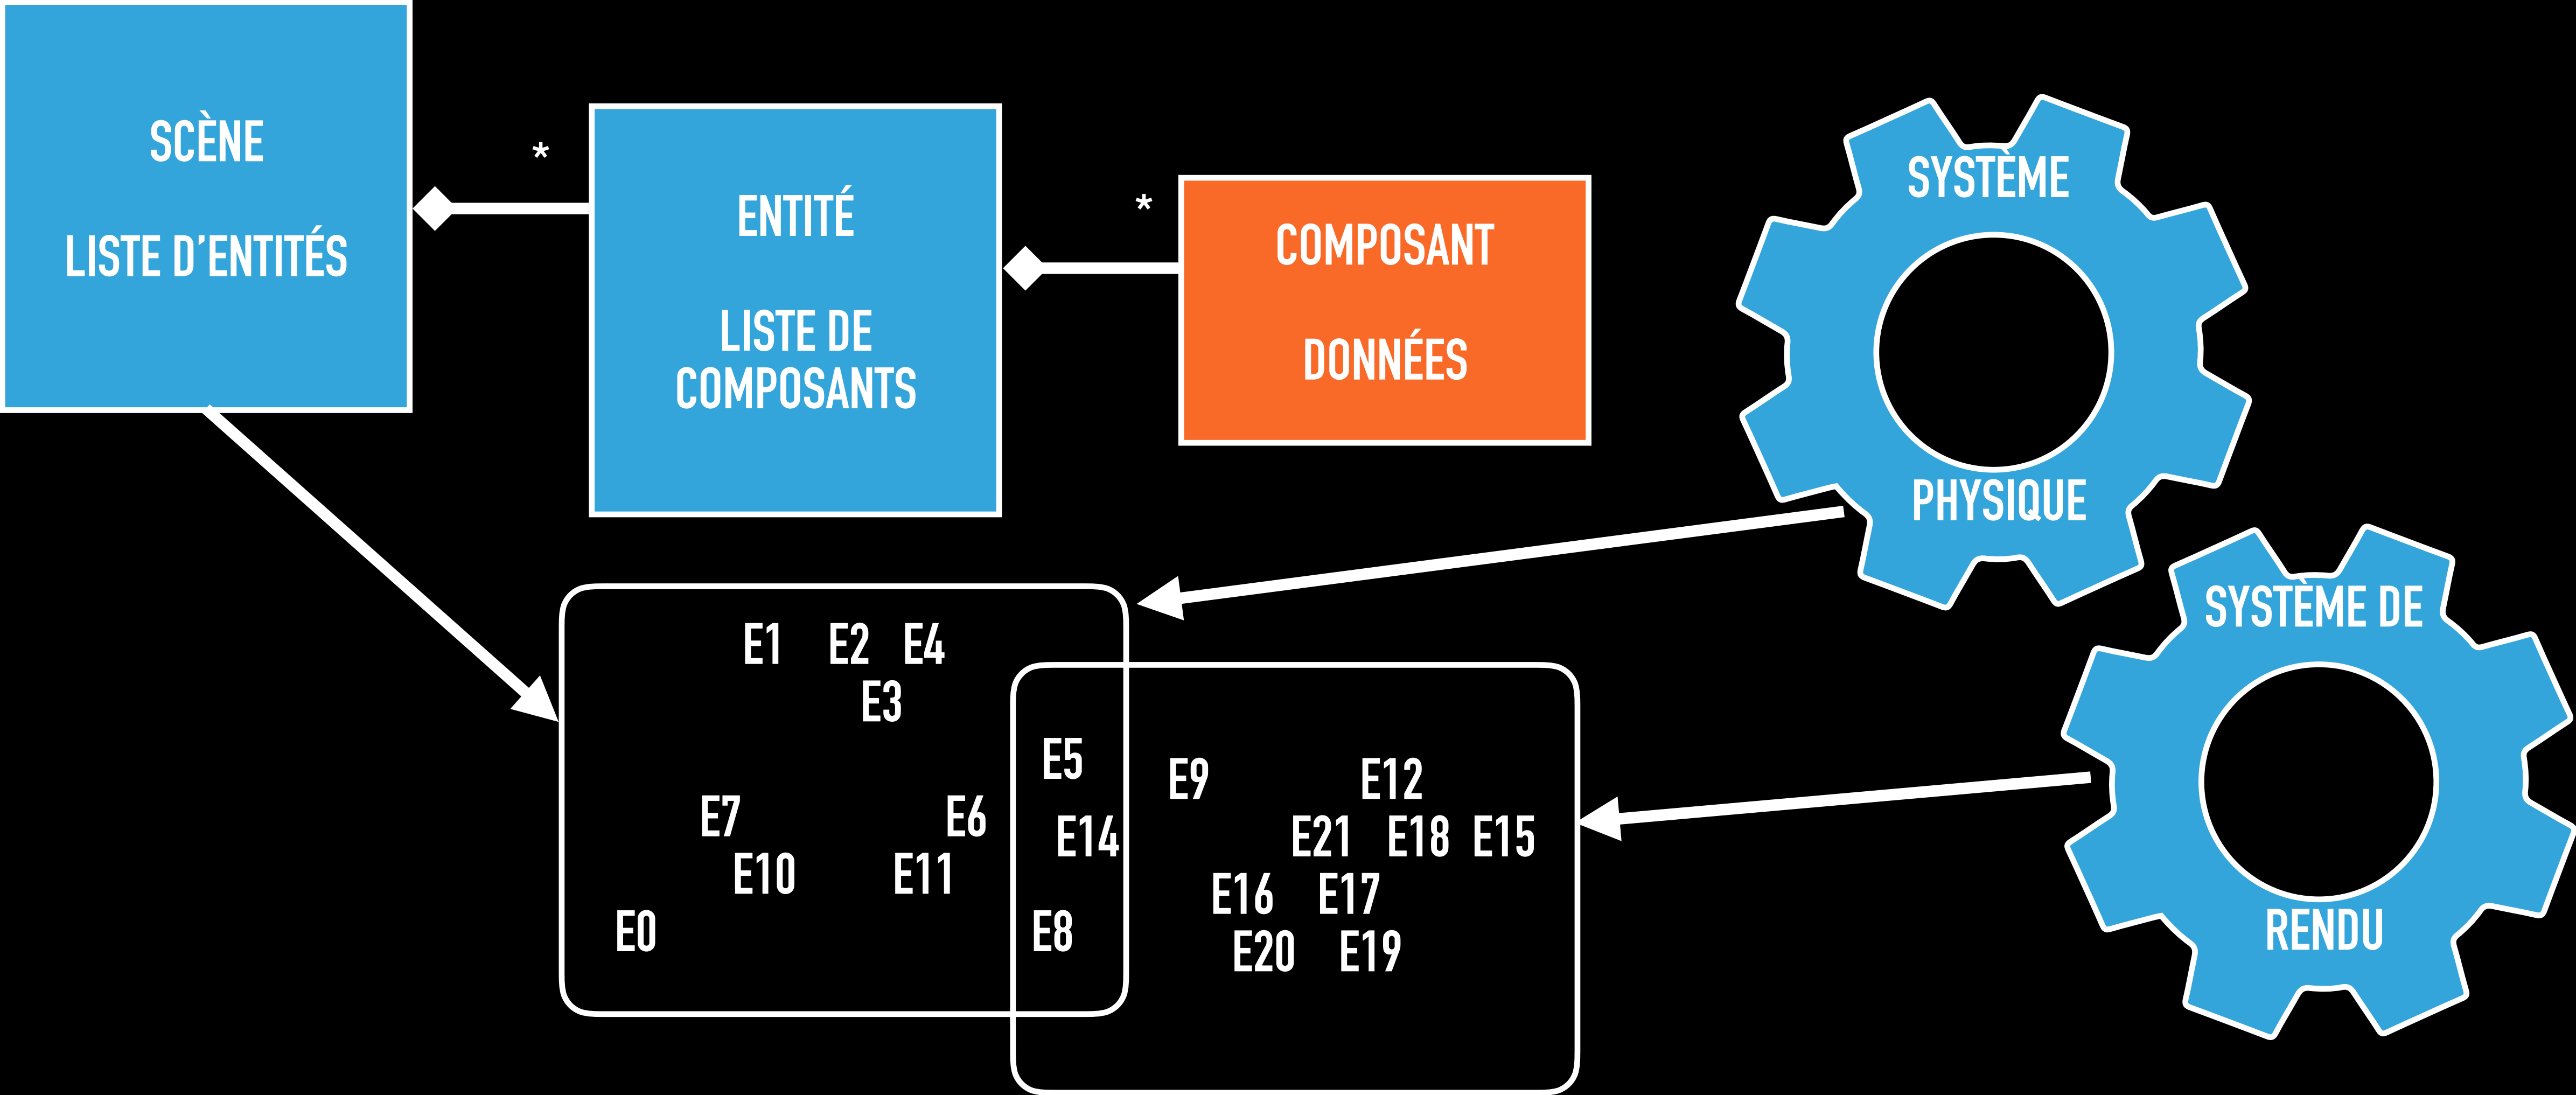 SCÈNE
LISTE D'ENTITÉS
*
ENTITÉ
LISTE DE
COMPOSANTS
*
COMPOSANT
DONNÉES
SYSTÈME
PHYSIQUE
SYSTÈME DE
RENDU
E1 E2 E4
E3
E7 E6
E10 E11
E0
E5
E14
E8
E9 E12
E21 E18 E15
E16 E17
E20 E19